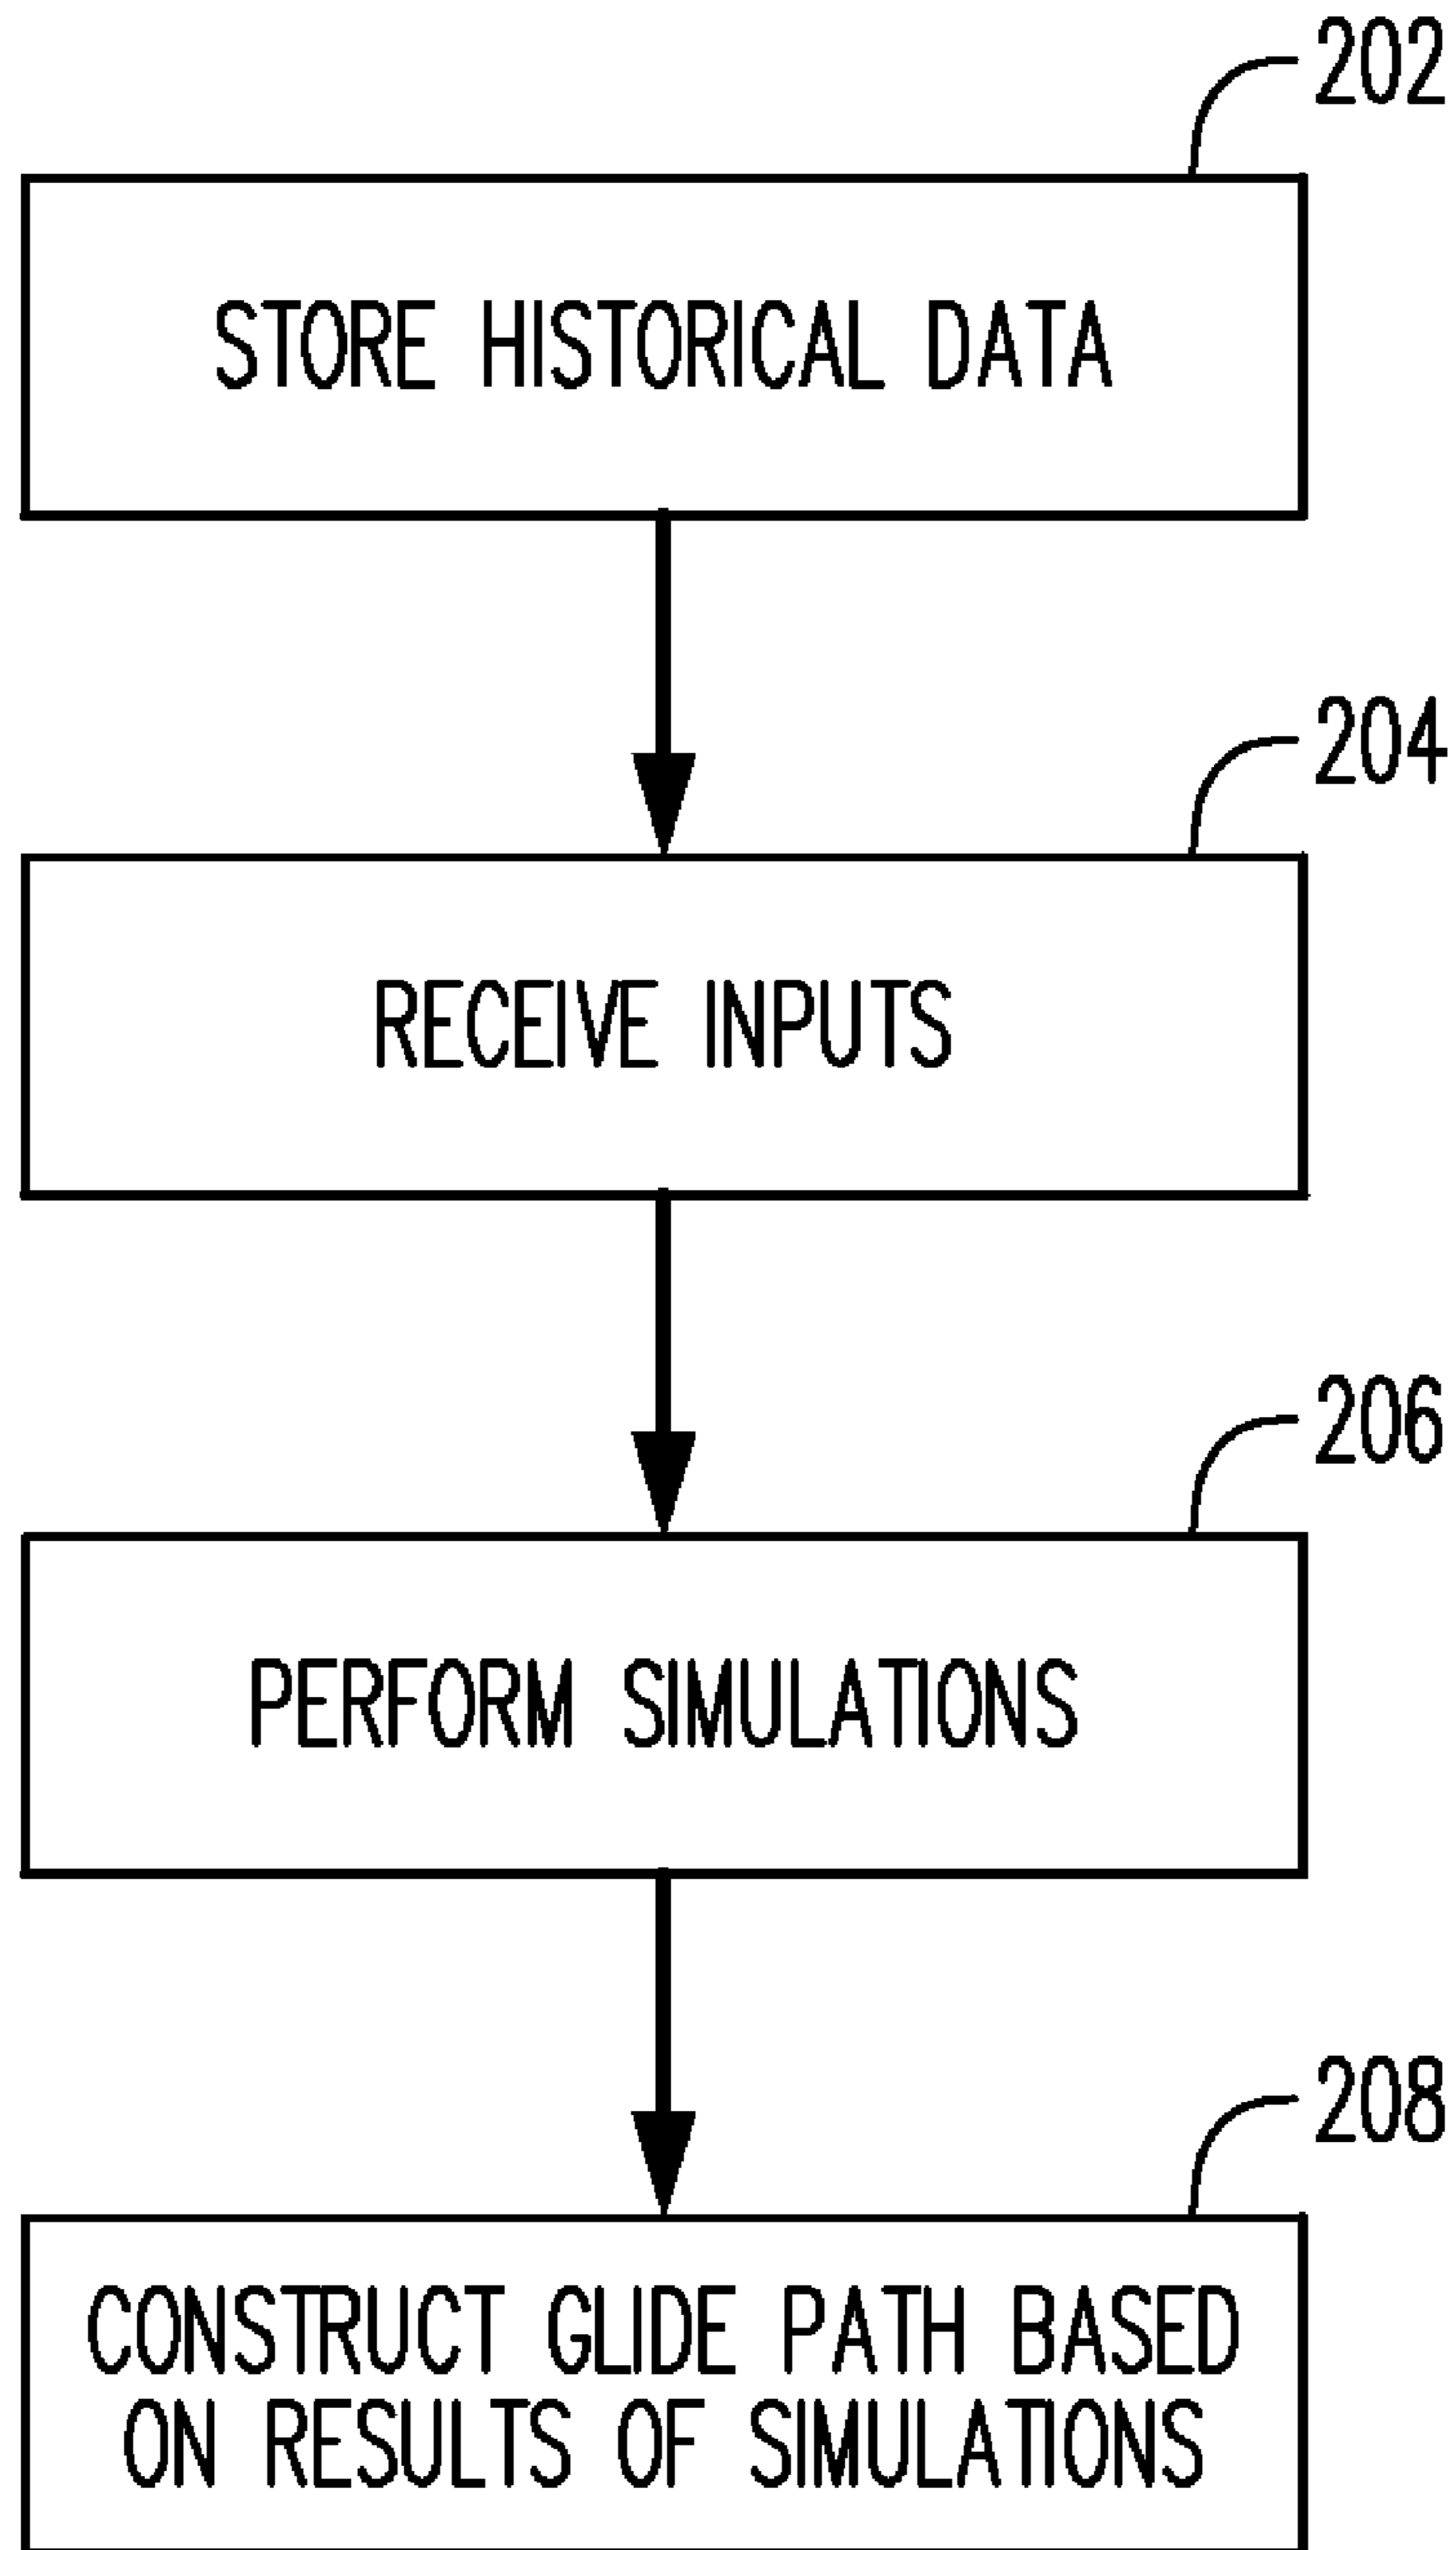 202
STORE HISTORICAL DATA
204
RECEIVE INPUTS
206
PERFORM SIMULATIONS
208
CONSTRUCT GLIDE PATH BASED
ON RESULTS OF SIMULATIONS